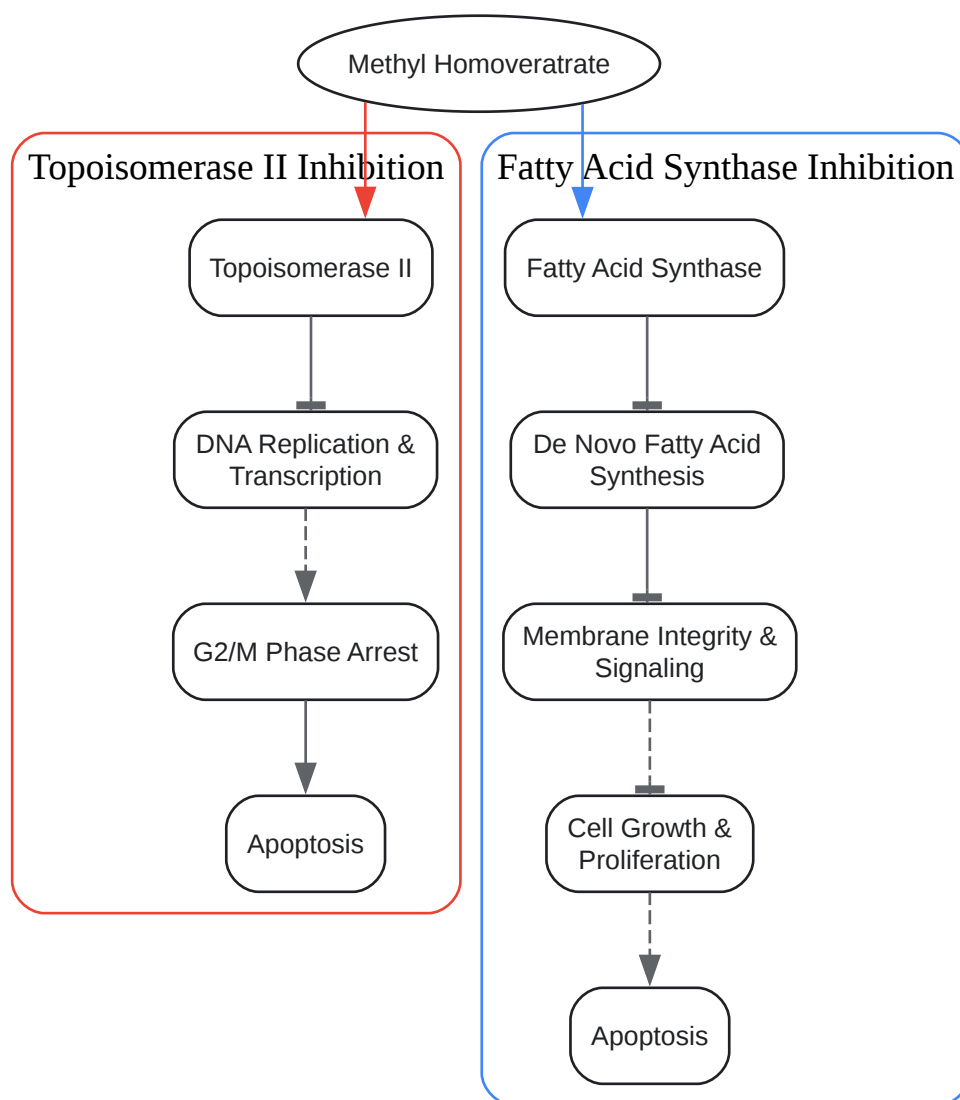 Methyl Homoveratrate
Topoisomerase II Inhibition
Topoisomerase II
DNA Replication &
Transcription
G2/M Phase Arrest
Apoptosis
Fatty Acid Synthase Inhibition
Fatty Acid Synthase
De Novo Fatty Acid
Synthesis
Membrane Integrity &
Signaling
Cell Growth &
Proliferation
Apoptosis